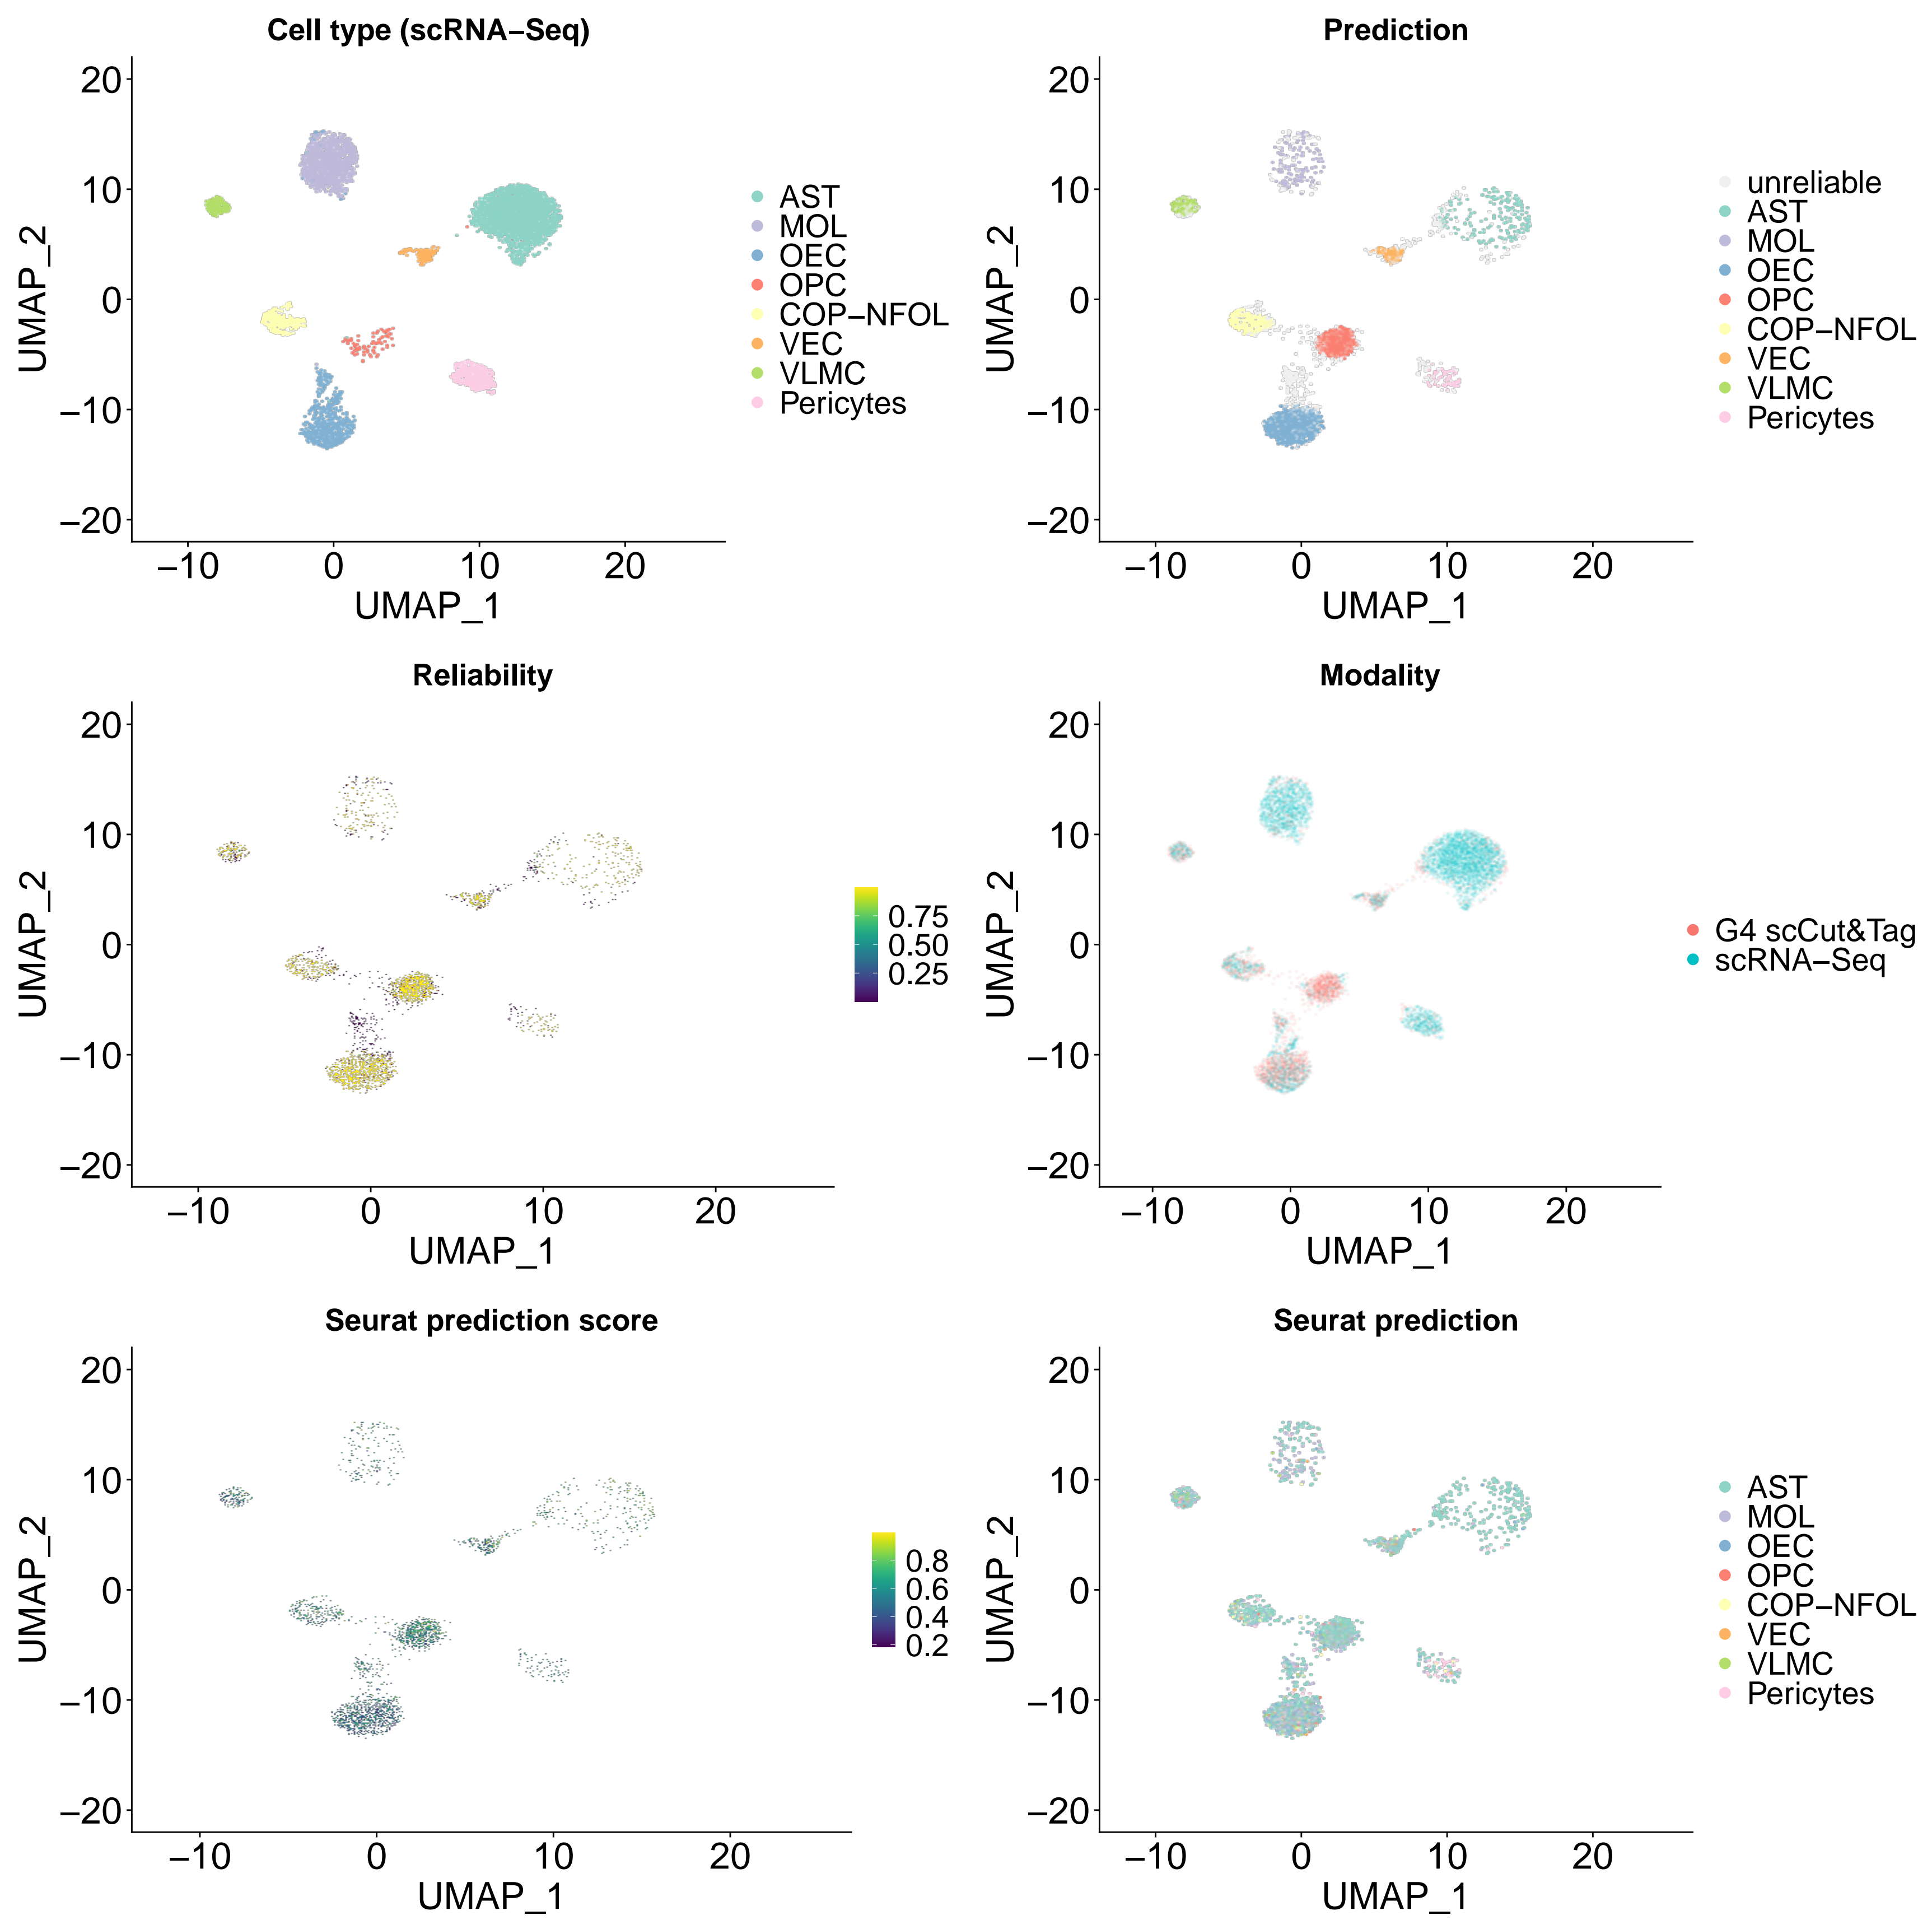 Cell type (scRNA−Seq)
UMAP_2
20
10
0
−10
−20
−10 0 10 20
UMAP_1
AST
MOL
OEC
OPC
COP−NFOL
VEC
VLMC
Pericytes
Prediction
UMAP_2
20
10
0
−10
−20
−10 0 10 20
UMAP_1
unreliable
AST
MOL
OEC
OPC
COP−NFOL
VEC
VLMC
Pericytes
Reliability
UMAP_2
20
10
0
−10
−20
−10 0 10 20
UMAP_1
0.75
0.50
0.25
Modality
UMAP_2
20
10
0
−10
−20
−10 0 10 20
UMAP_1
G4 scCut&Tag
scRNA−Seq
Seurat prediction score
UMAP_2
20
10
0
−10
−20
−10 0 10 20
UMAP_1
0.8
0.6
0.4
0.2
Seurat prediction
UMAP_2
20
10
0
−10
−20
−10 0 10 20
UMAP_1
AST
MOL
OEC
OPC
COP−NFOL
VEC
VLMC
Pericytes